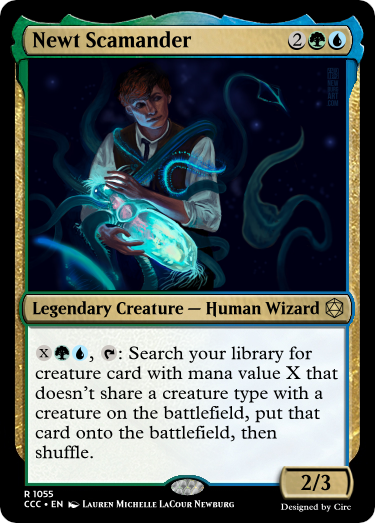 Newt Scamander 2
Legendary Creature — Human Wizard
X, : Search your library for
creature card with mana value X that
doesn't share a creature type with a
creature on the battlefield, put that
card onto the battlefield, then
shuffle.
2/3
R 1055
CCC • EN Lauren Michelle LaCour Newburg
Designed by Circ